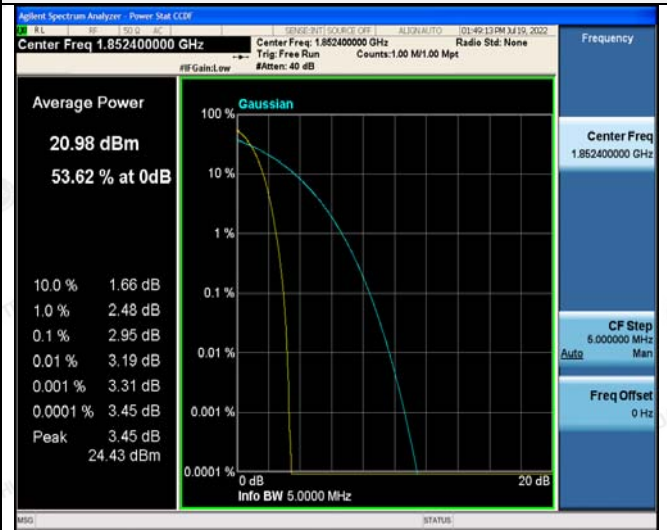 Agilent Spectrum Analyzer - Power Stat CCDF
RL RF 50 Ω AC SENSE:INT SOURCE OFF ALIGN AUTO 01:49:13 PM Jul 19, 2022
Center Freq 1.852400000 GHz
Center Freq: 1.852400000 GHz Radio Std: None
Trig: Free Run Counts:1.00 M/1.00 Mpt
#IFGain:Low #Atten: 40 dB
Frequency
Average Power
20.98 dBm
53.62 % at 0dB
10.0 % 1.66 dB
1.0 % 2.48 dB
0.1 % 2.95 dB
0.01 % 3.19 dB
0.001 % 3.31 dB
0.0001 % 3.45 dB
Peak 3.45 dB
24.43 dBm
Gaussian
100 %
10 %
1 %
0.1 %
0.01 %
0.001 %
0.0001 %
0 dB 20 dB
Info BW 5.0000 MHz
Center Freq
1.852400000 GHz
CF Step
5.000000 MHz
Auto Man
Freq Offset
0 Hz
MSG STATUS